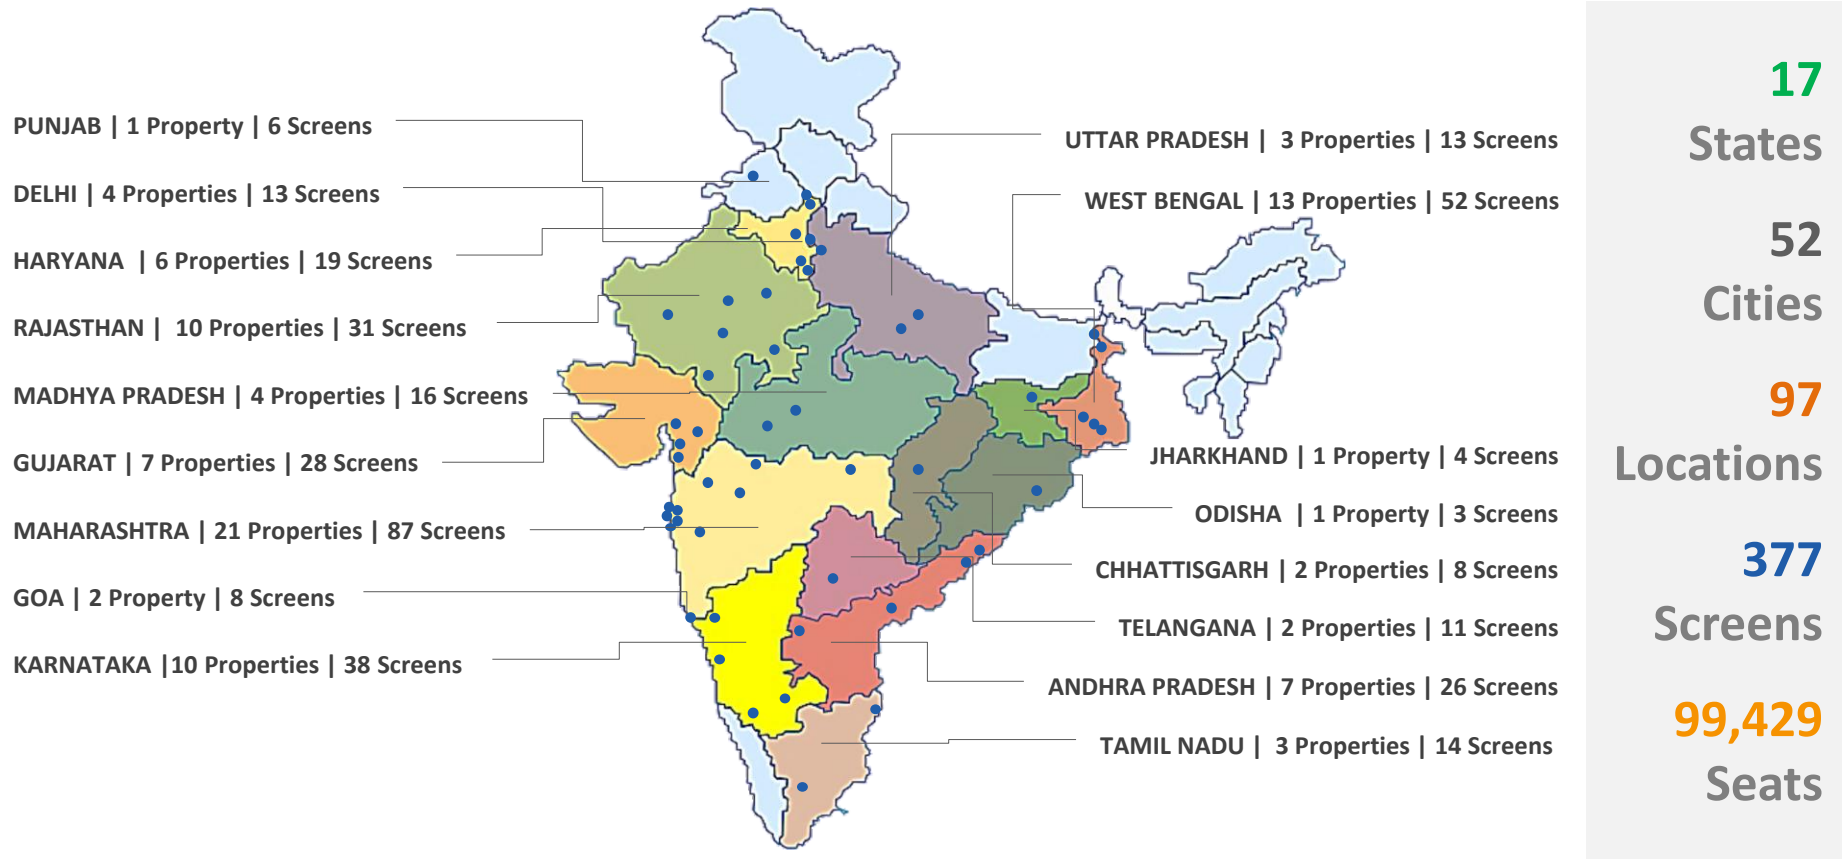 PUNJAB | 1 Property | 6 Screens
DELHI | 4 Properties | 13 Screens
HARYANA | 6 Properties | 19 Screens
RAJASTHAN | 10 Properties | 31 Screens
MADHYA PRADESH | 4 Properties | 16 Screens
GUJARAT | 7 Properties | 28 Screens
MAHARASHTRA | 21 Properties | 87 Screens
GOA | 2 Property | 8 Screens
KARNATAKA |10 Properties | 38 Screens
UTTAR PRADESH | 3 Properties | 13 Screens
WEST BENGAL | 13 Properties | 52 Screens
JHARKHAND | 1 Property | 4 Screens
ODISHA | 1 Property | 3 Screens
CHHATTISGARH | 2 Properties | 8 Screens
TELANGANA | 2 Properties | 11 Screens
ANDHRA PRADESH | 7 Properties | 26 Screens
TAMIL NADU | 3 Properties | 14 Screens
17
States
52
Cities
97
Locations
377
Screens
99,429
Seats